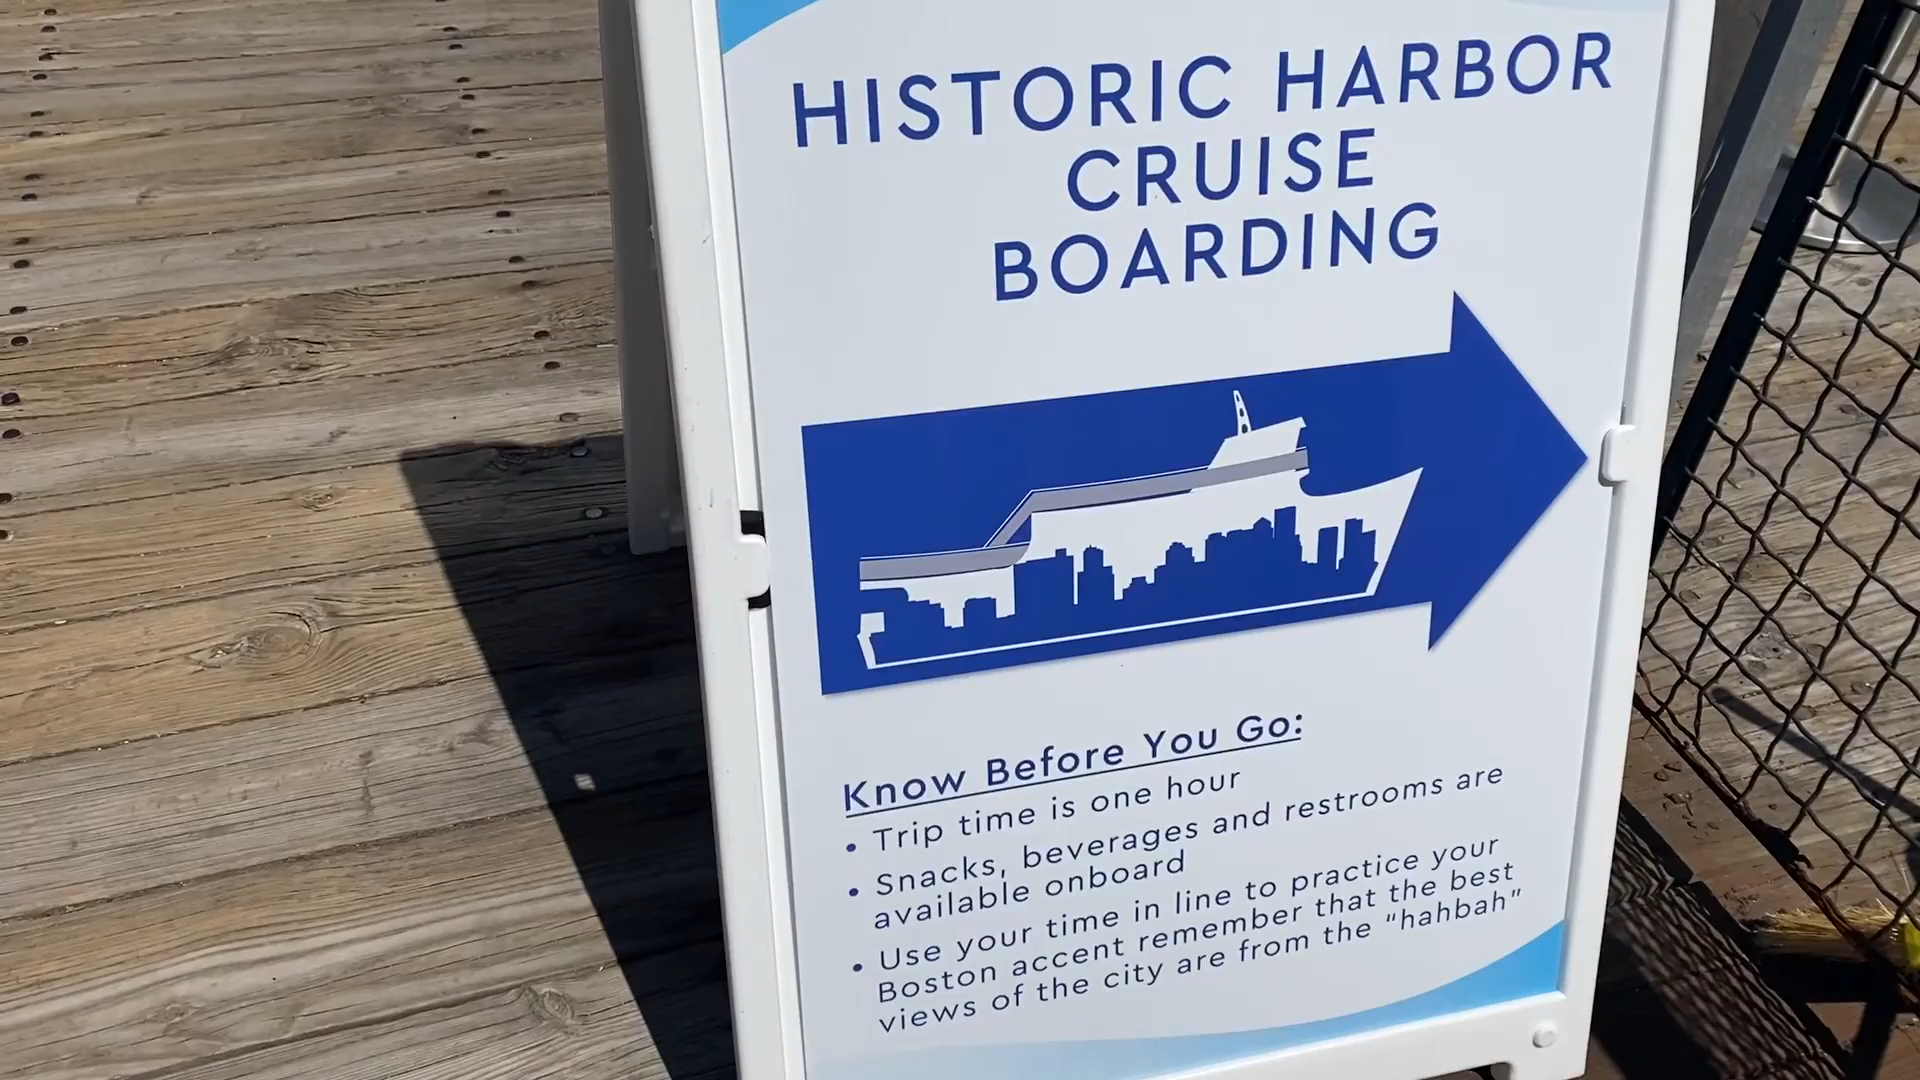 HISTORIC HARBOR
CRUISE
BOARDING
Know Before You Go:
• Trip time is one hour
• Snacks, beverages and restrooms are
available onboard
• Use your time in line to practice your
Boston accent remember that the best
views of the city are from the "hahbah"